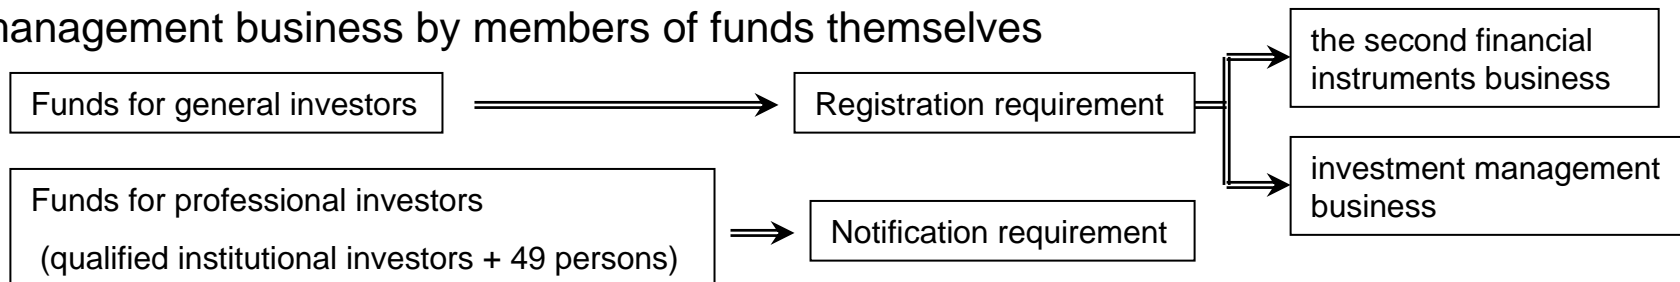 management business by members of funds themselves
Funds for general investors
Registration requirement
the second financial
instruments business
investment management
business
Funds for professional investors
(qualified institutional investors + 49 persons)
Notification requirement